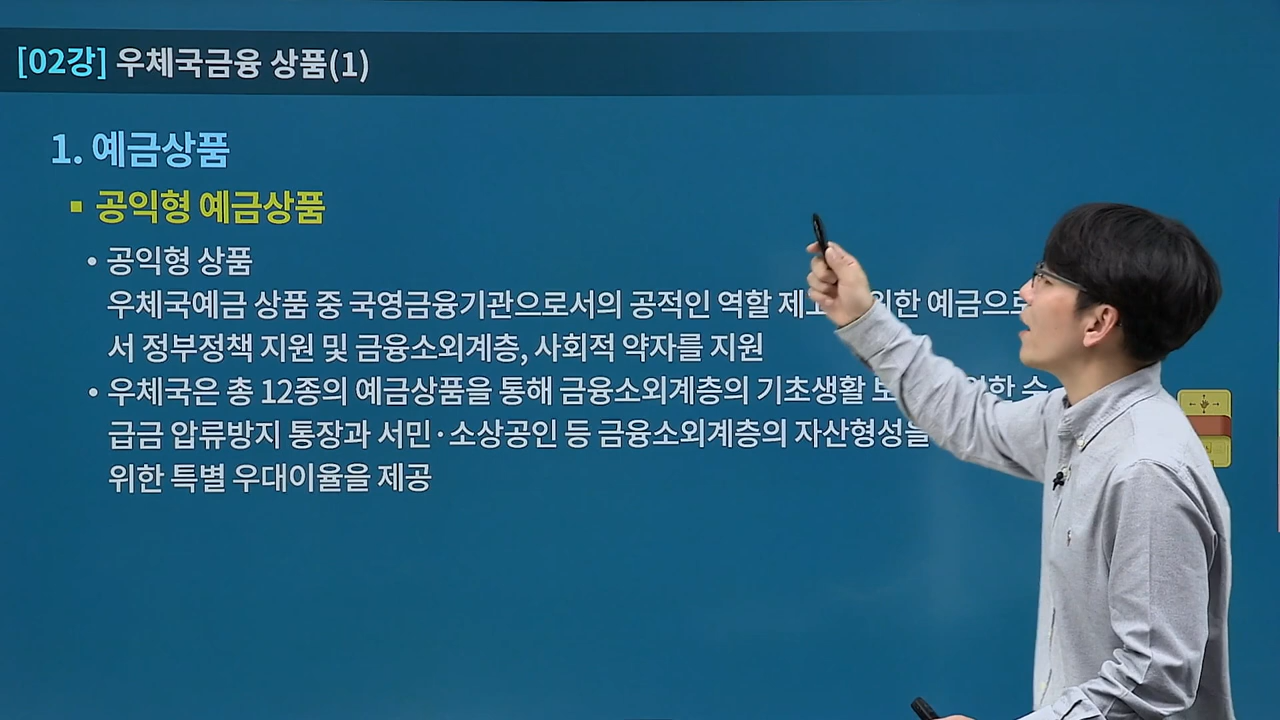 [02강] 우체국금융 상품(1)
1. 예금상품
▪ 공익형 예금상품
• 공익형 상품
우체국예금 상품 중 국영금융기관으로서의 공적인 역할 제고 위한 예금으로
서 정부정책 지원 및 금융소외계층, 사회적 약자를 지원
• 우체국은 총 12종의 예금상품을 통해 금융소외계층의 기초생활 위한 수
급금 압류방지 통장과 서민·소상공인 등 금융소외계층의 자산형성을
위한 특별 우대이율을 제공